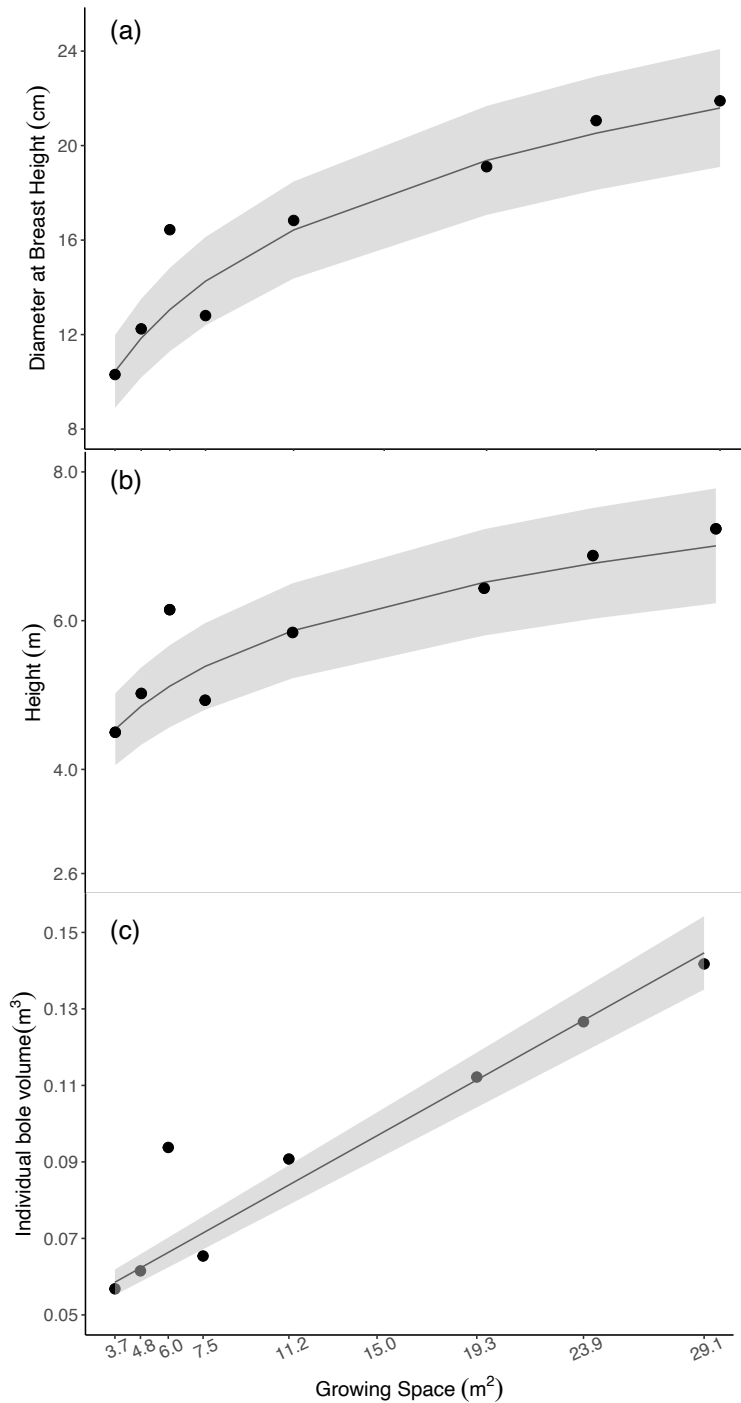 (a)
Diameter at Breast Height (cm)
24
20
16
12
8
(b)
Height (m)
8.0
6.0
4.0
2.6
(c)
Individual bole volume(m³)
0.15
0.13
0.11
0.09
0.07
0.05
3.7 4.8 6.0 7.5 11.2 15.0 19.3 23.9 29.1
Growing Space (m²)